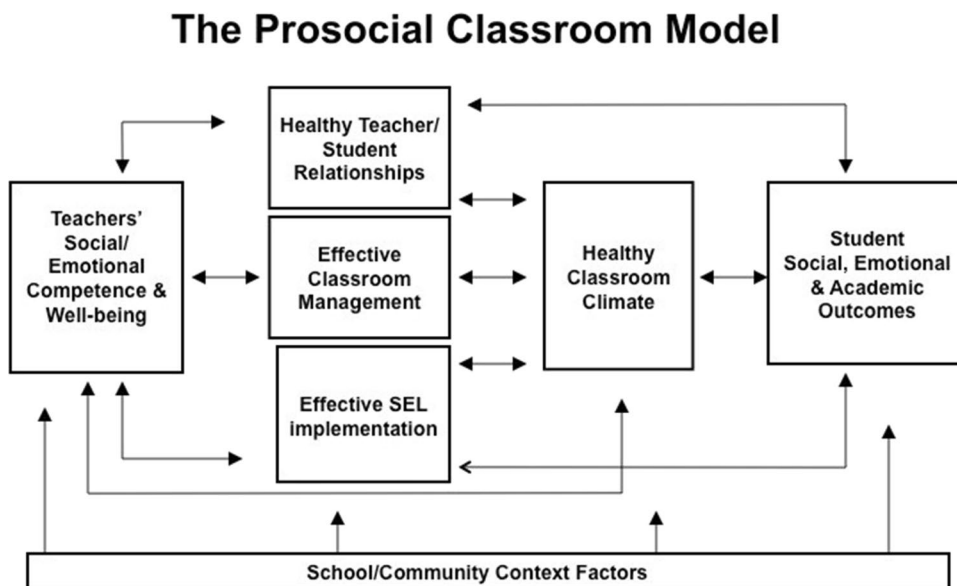 The Prosocial Classroom Model
Healthy Teacher/
Student
Relationships
Teachers’
Social/
Emotional
Competence &
Well-being
Effective
Classroom
Management
Effective SEL
implementation
Healthy
Classroom
Climate
Student
Social, Emotional
& Academic
Outcomes
School/Community Context Factors